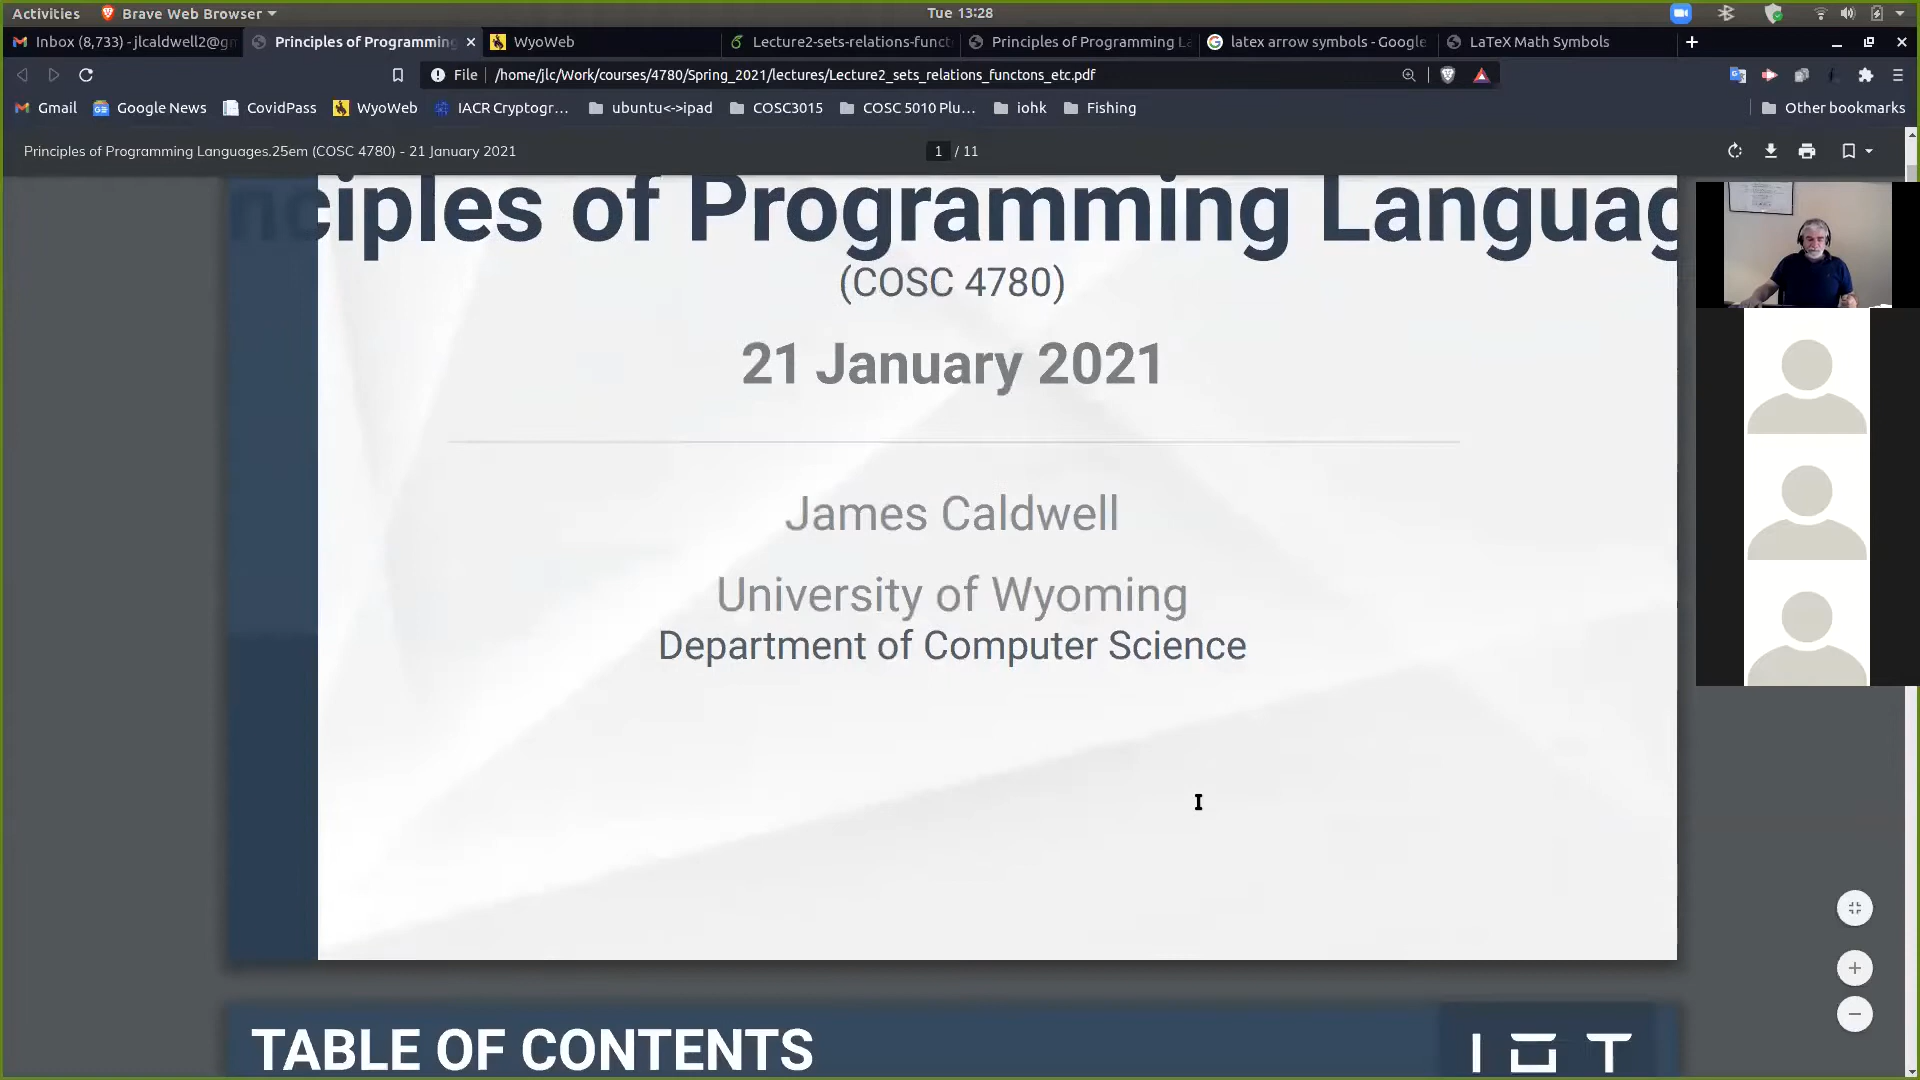 Activities
Brave Web Browser
Tue 13:28
Inbox (8,733) - jlcaldwell2@gm
Principles of Programming
WyoWeb
Lecture2-sets-relations-funct
Principles of Programming La
latex arrow symbols - Google
LaTeX Math Symbols
File
/home/jlc/Work/courses/4780/Spring_2021/lectures/Lecture2_sets_relations_functons_etc.pdf
Gmail
Google News
CovidPass
WyoWeb
IACR Cryptogr...
ubuntu<->ipad
COSC3015
COSC 5010 Plu...
iohk
Fishing
Other bookmarks
Principles of Programming Languages.25em (COSC 4780) - 21 January 2021
1 / 11
nciples of Programming Languag
(COSC 4780)
21 January 2021
James Caldwell
University of Wyoming
Department of Computer Science
TABLE OF CONTENTS